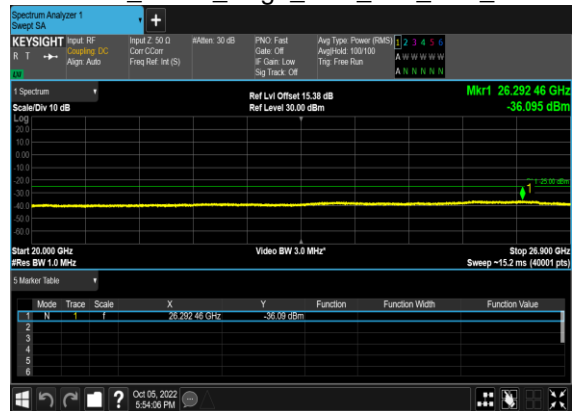 Spectrum Analyzer 1
Swept SA
+
KEYSIGHT Input: RF Input Z: 50 Ω #Atten: 30 dB PNO: Fast Avg Type: Power (RMS) 1 2 3 4 5 6
R T Coupling: DC Corr CCorr Gate: Off Avg|Hold: 100/100 A W W W W W
Align: Auto Freq Ref: Int (S) IF Gain: Low Trig: Free Run
Sig Track: Off A N N N N N
1 Spectrum Ref Lvl Offset 15.38 dB Mkr1 26.292 46 GHz
Scale/Div 10 dB Ref Level 30.00 dBm -36.095 dBm
Log
20.0
10.0
0.00
-10.0
-20.0
-25.00 dBm
-30.0
1
-40.0
-50.0
-60.0
Start 20.000 GHz Video BW 3.0 MHz* Stop 26.900 GHz
#Res BW 1.0 MHz Sweep ~15.2 ms (40001 pts)
5 Marker Table
Mode Trace Scale X Y Function Function Width Function Value
1 N 1 f 26.292 46 GHz -36.09 dBm
2
3
4
5
6
? Oct 05, 2022
5:54:06 PM